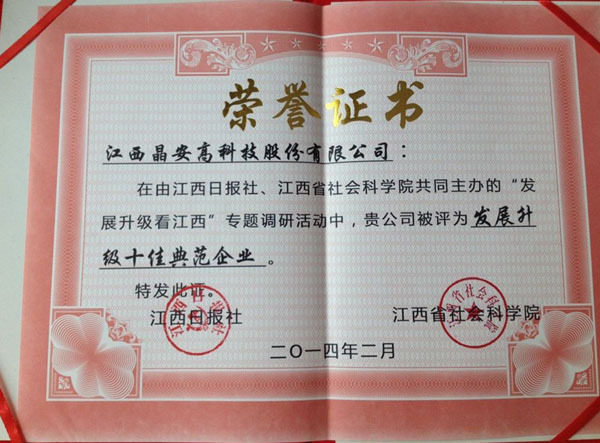 荣誉证书
江西晶安高科技股份有限公司：
在由江西日报社、江西省社会科学院共同主办的“发
展升级看江西”专题调研活动中，贵公司被评为发展升
级十佳典范企业。
特发此证。
江西日报社 江西省社会科学院
二〇一四年二月